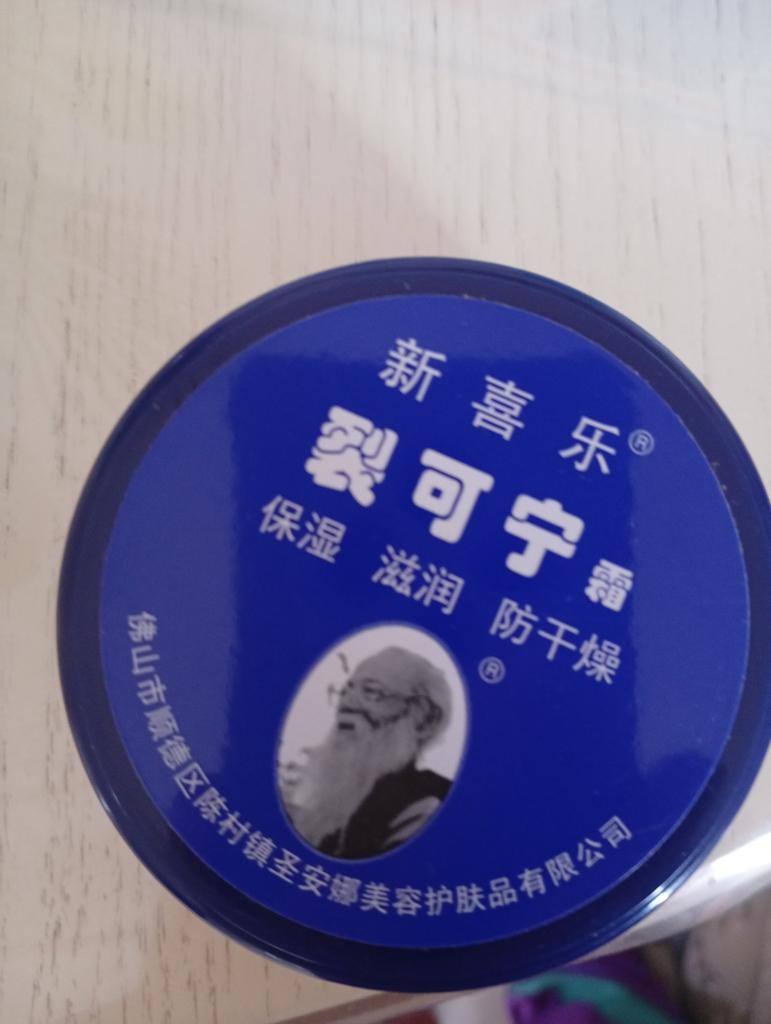 新喜乐®
裂可宁霜
保湿 滋润 防干燥
®
佛山市顺德区陈村镇圣安娜美容护肤品有限公司